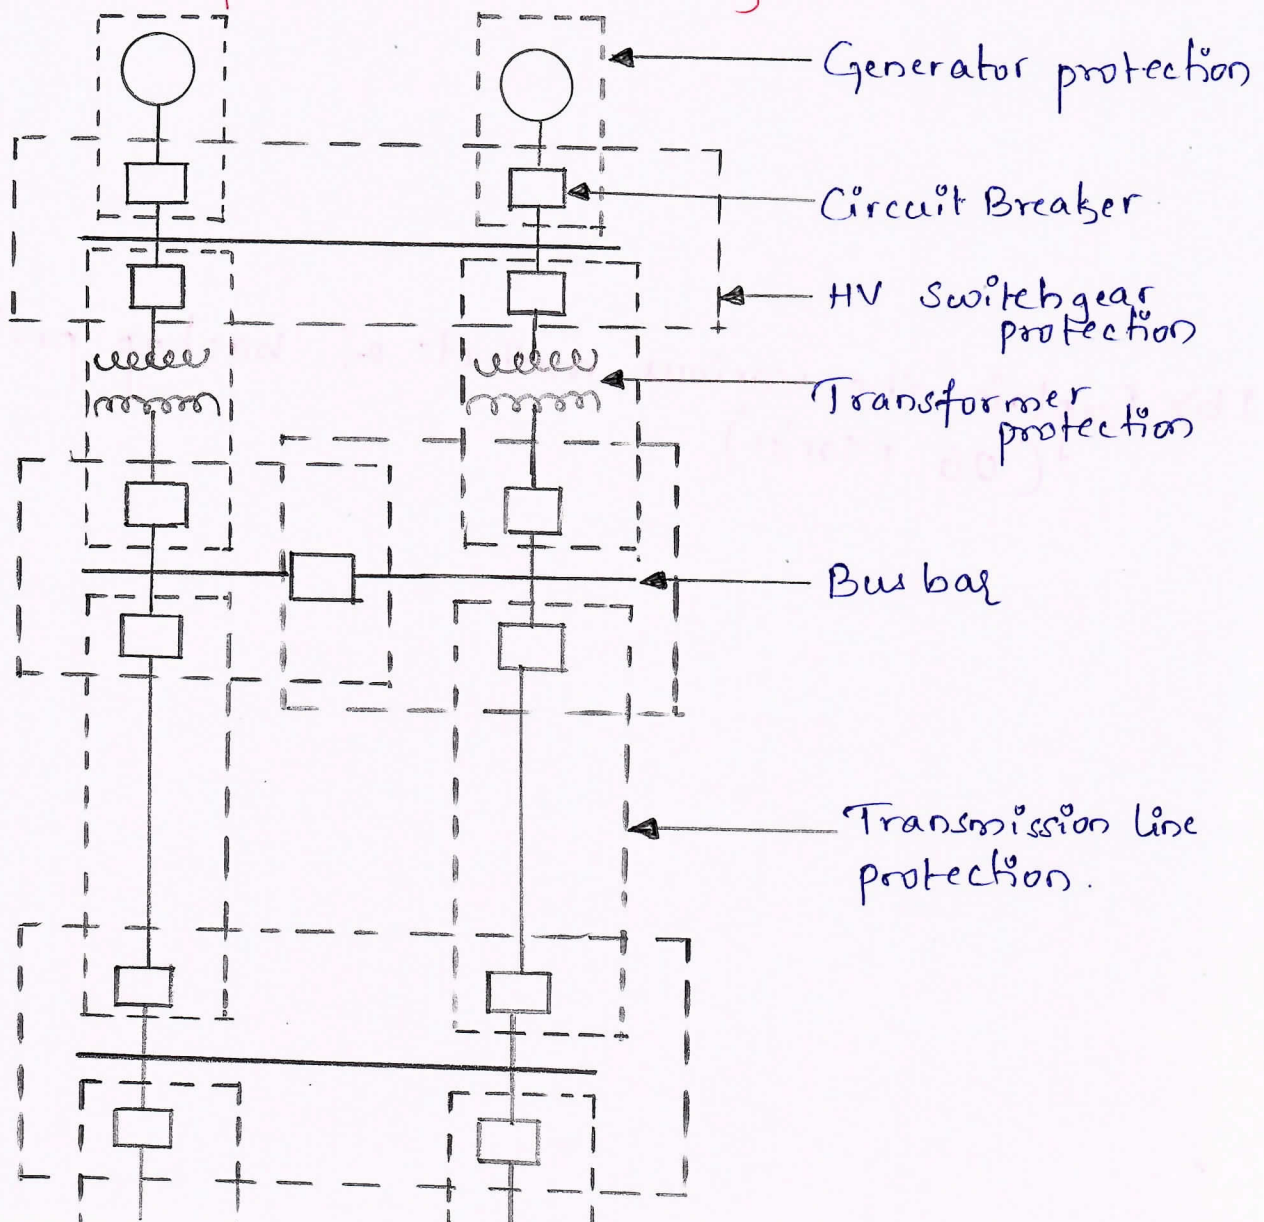 Generator protection
Circuit Breaker
HV Switchgear
protection
Transformer
protection
Bus bar
Transmission line
protection.